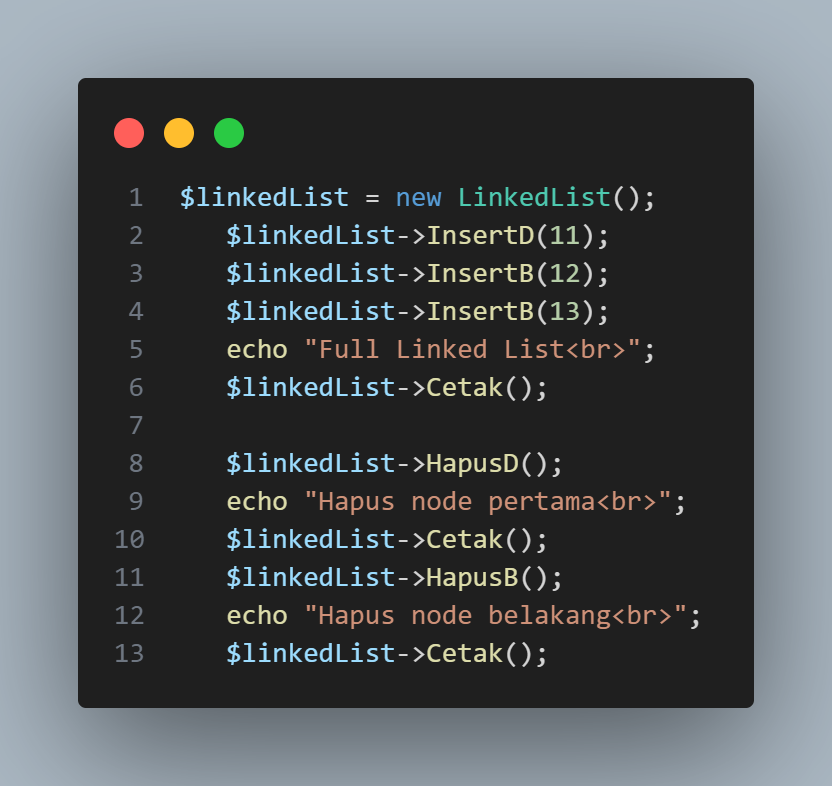 1 $linkedList = new LinkedList();
2 $linkedList->InsertD(11);
3 $linkedList->InsertB(12);
4 $linkedList->InsertB(13);
5 echo "Full Linked List<br>";
6 $linkedList->Cetak();
7
8 $linkedList->HapusD();
9 echo "Hapus node pertama<br>";
10 $linkedList->Cetak();
11 $linkedList->HapusB();
12 echo "Hapus node belakang<br>";
13 $linkedList->Cetak();